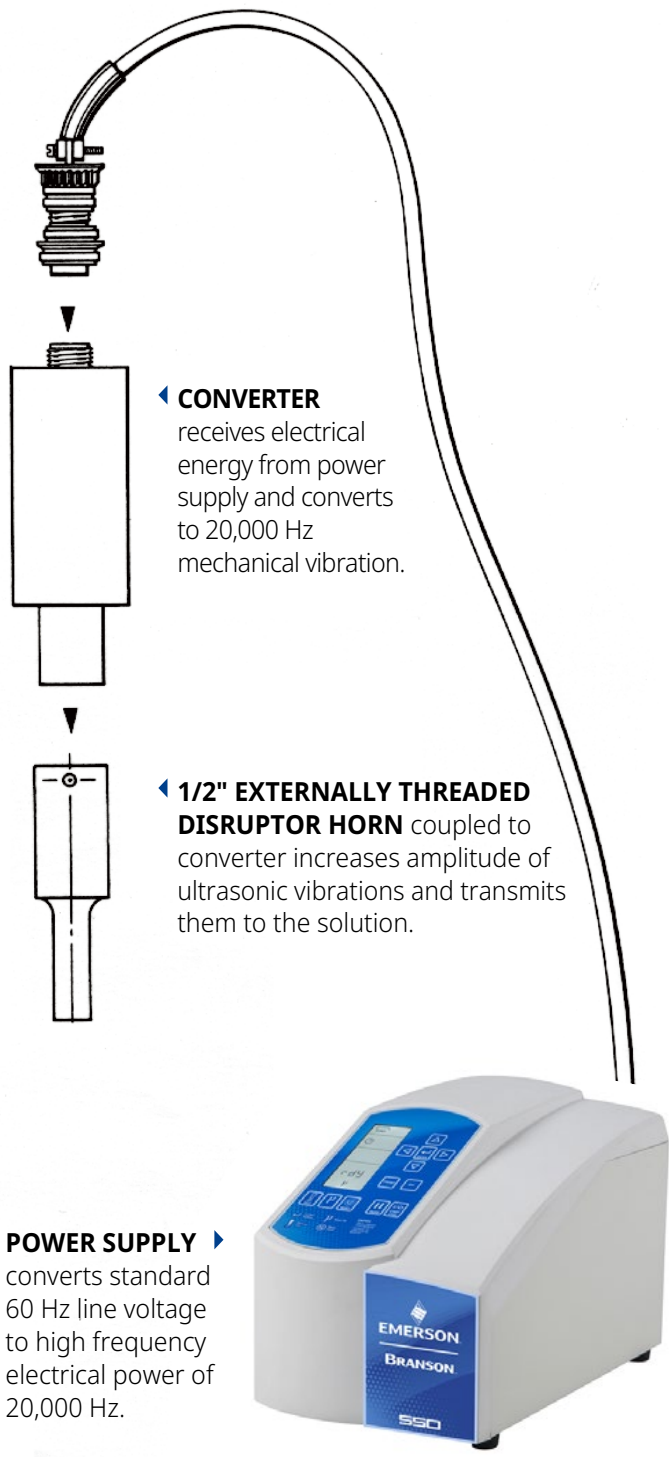 CONVERTER
receives electrical
energy from power
supply and converts
to 20,000 Hz
mechanical vibration.
1/2" EXTERNALLY THREADED
DISRUPTOR HORN coupled to
converter increases amplitude of
ultrasonic vibrations and transmits
them to the solution.
POWER SUPPLY
converts standard
60 Hz line voltage
to high frequency
electrical power of
20,000 Hz.
rdy
EMERSON
BRANSON
550